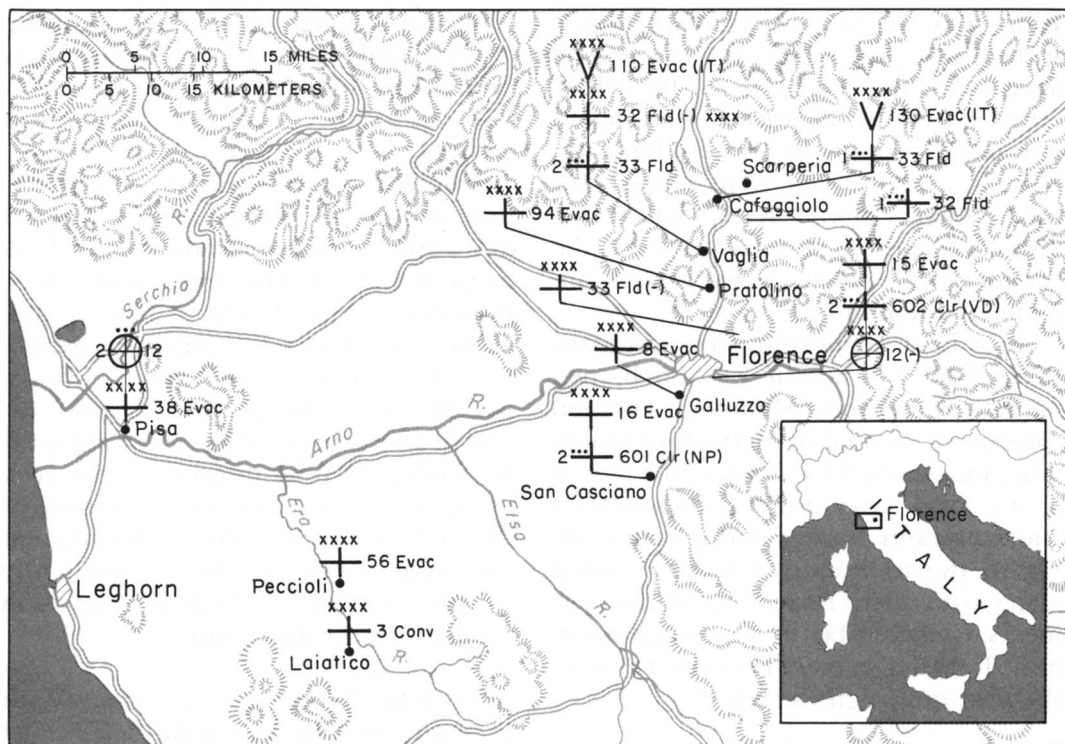 0 5 10 15 MILES
0 5 10 15
KILOMETERS
XXXX
110 Evac (IT)
XXXX
32 Fld(-) XXXX
2 33 Fld
XXXX
130 Evac(IT)
1 33 Fld
Scarperia
Cafaggiolo
1 32 Fld
XXXX
94 Evac
Vaglia
XXXX
15 Evac
XXXX
33 Fld(-)
Pratolino
2 602 Clr(VD)
R.
Serchio
XXXX
8 Evac
Florence
XXXX
12(-)
2 12
XXXX
38 Evac
Pisa
Galluzzo
XXXX
16 Evac
Arno
R.
2 601 Clr(NP)
San Casciano
Era
Elsa
R.
XXXX
56 Evac
Peccioli
Leghorn
XXXX
3 Conv
Laiatico
R.
Florence
ITALY